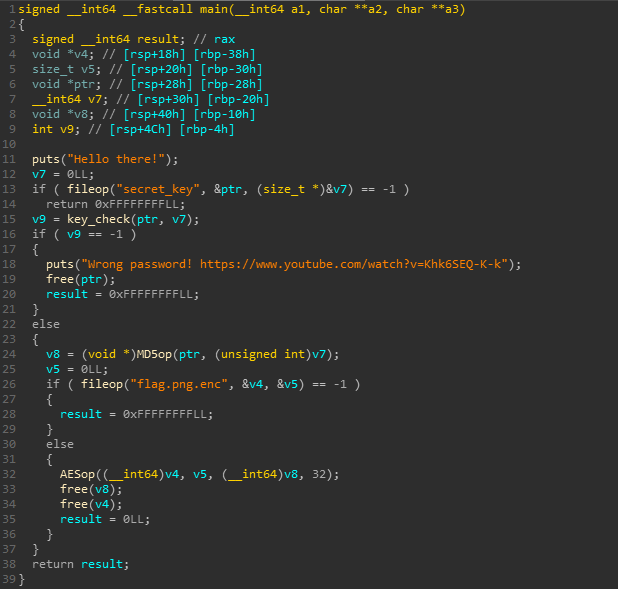 1 signed __int64 __fastcall main(__int64 a1, char **a2, char **a3)
2 {
3   signed __int64 result; // rax
4   void *v4; // [rsp+18h] [rbp-38h]
5   size_t v5; // [rsp+20h] [rbp-30h]
6   void *ptr; // [rsp+28h] [rbp-28h]
7   __int64 v7; // [rsp+30h] [rbp-20h]
8   void *v8; // [rsp+40h] [rbp-10h]
9   int v9; // [rsp+4Ch] [rbp-4h]
10
11   puts("Hello there!");
12   v7 = 0LL;
13   if ( fileop("secret_key", &ptr, (size_t *)&v7) == -1 )
14     return 0xFFFFFFFFLL;
15   v9 = key_check(ptr, v7);
16   if ( v9 == -1 )
17   {
18     puts("Wrong password! https://www.youtube.com/watch?v=Khk6SEQ-K-k");
19     free(ptr);
20     result = 0xFFFFFFFFLL;
21   }
22   else
23   {
24     v8 = (void *)MD5op(ptr, (unsigned int)v7);
25     v5 = 0LL;
26     if ( fileop("flag.png.enc", &v4, &v5) == -1 )
27     {
28       result = 0xFFFFFFFFLL;
29     }
30     else
31     {
32       AESop((__int64)v4, v5, (__int64)v8, 32);
33       free(v8);
34       free(v4);
35       result = 0LL;
36     }
37   }
38   return result;
39 }